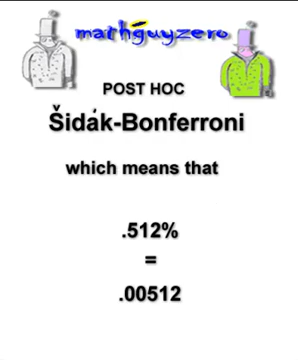 mathguyzero
POST HOC
Šidák-Bonferroni
which means that
.512%
=
.00512